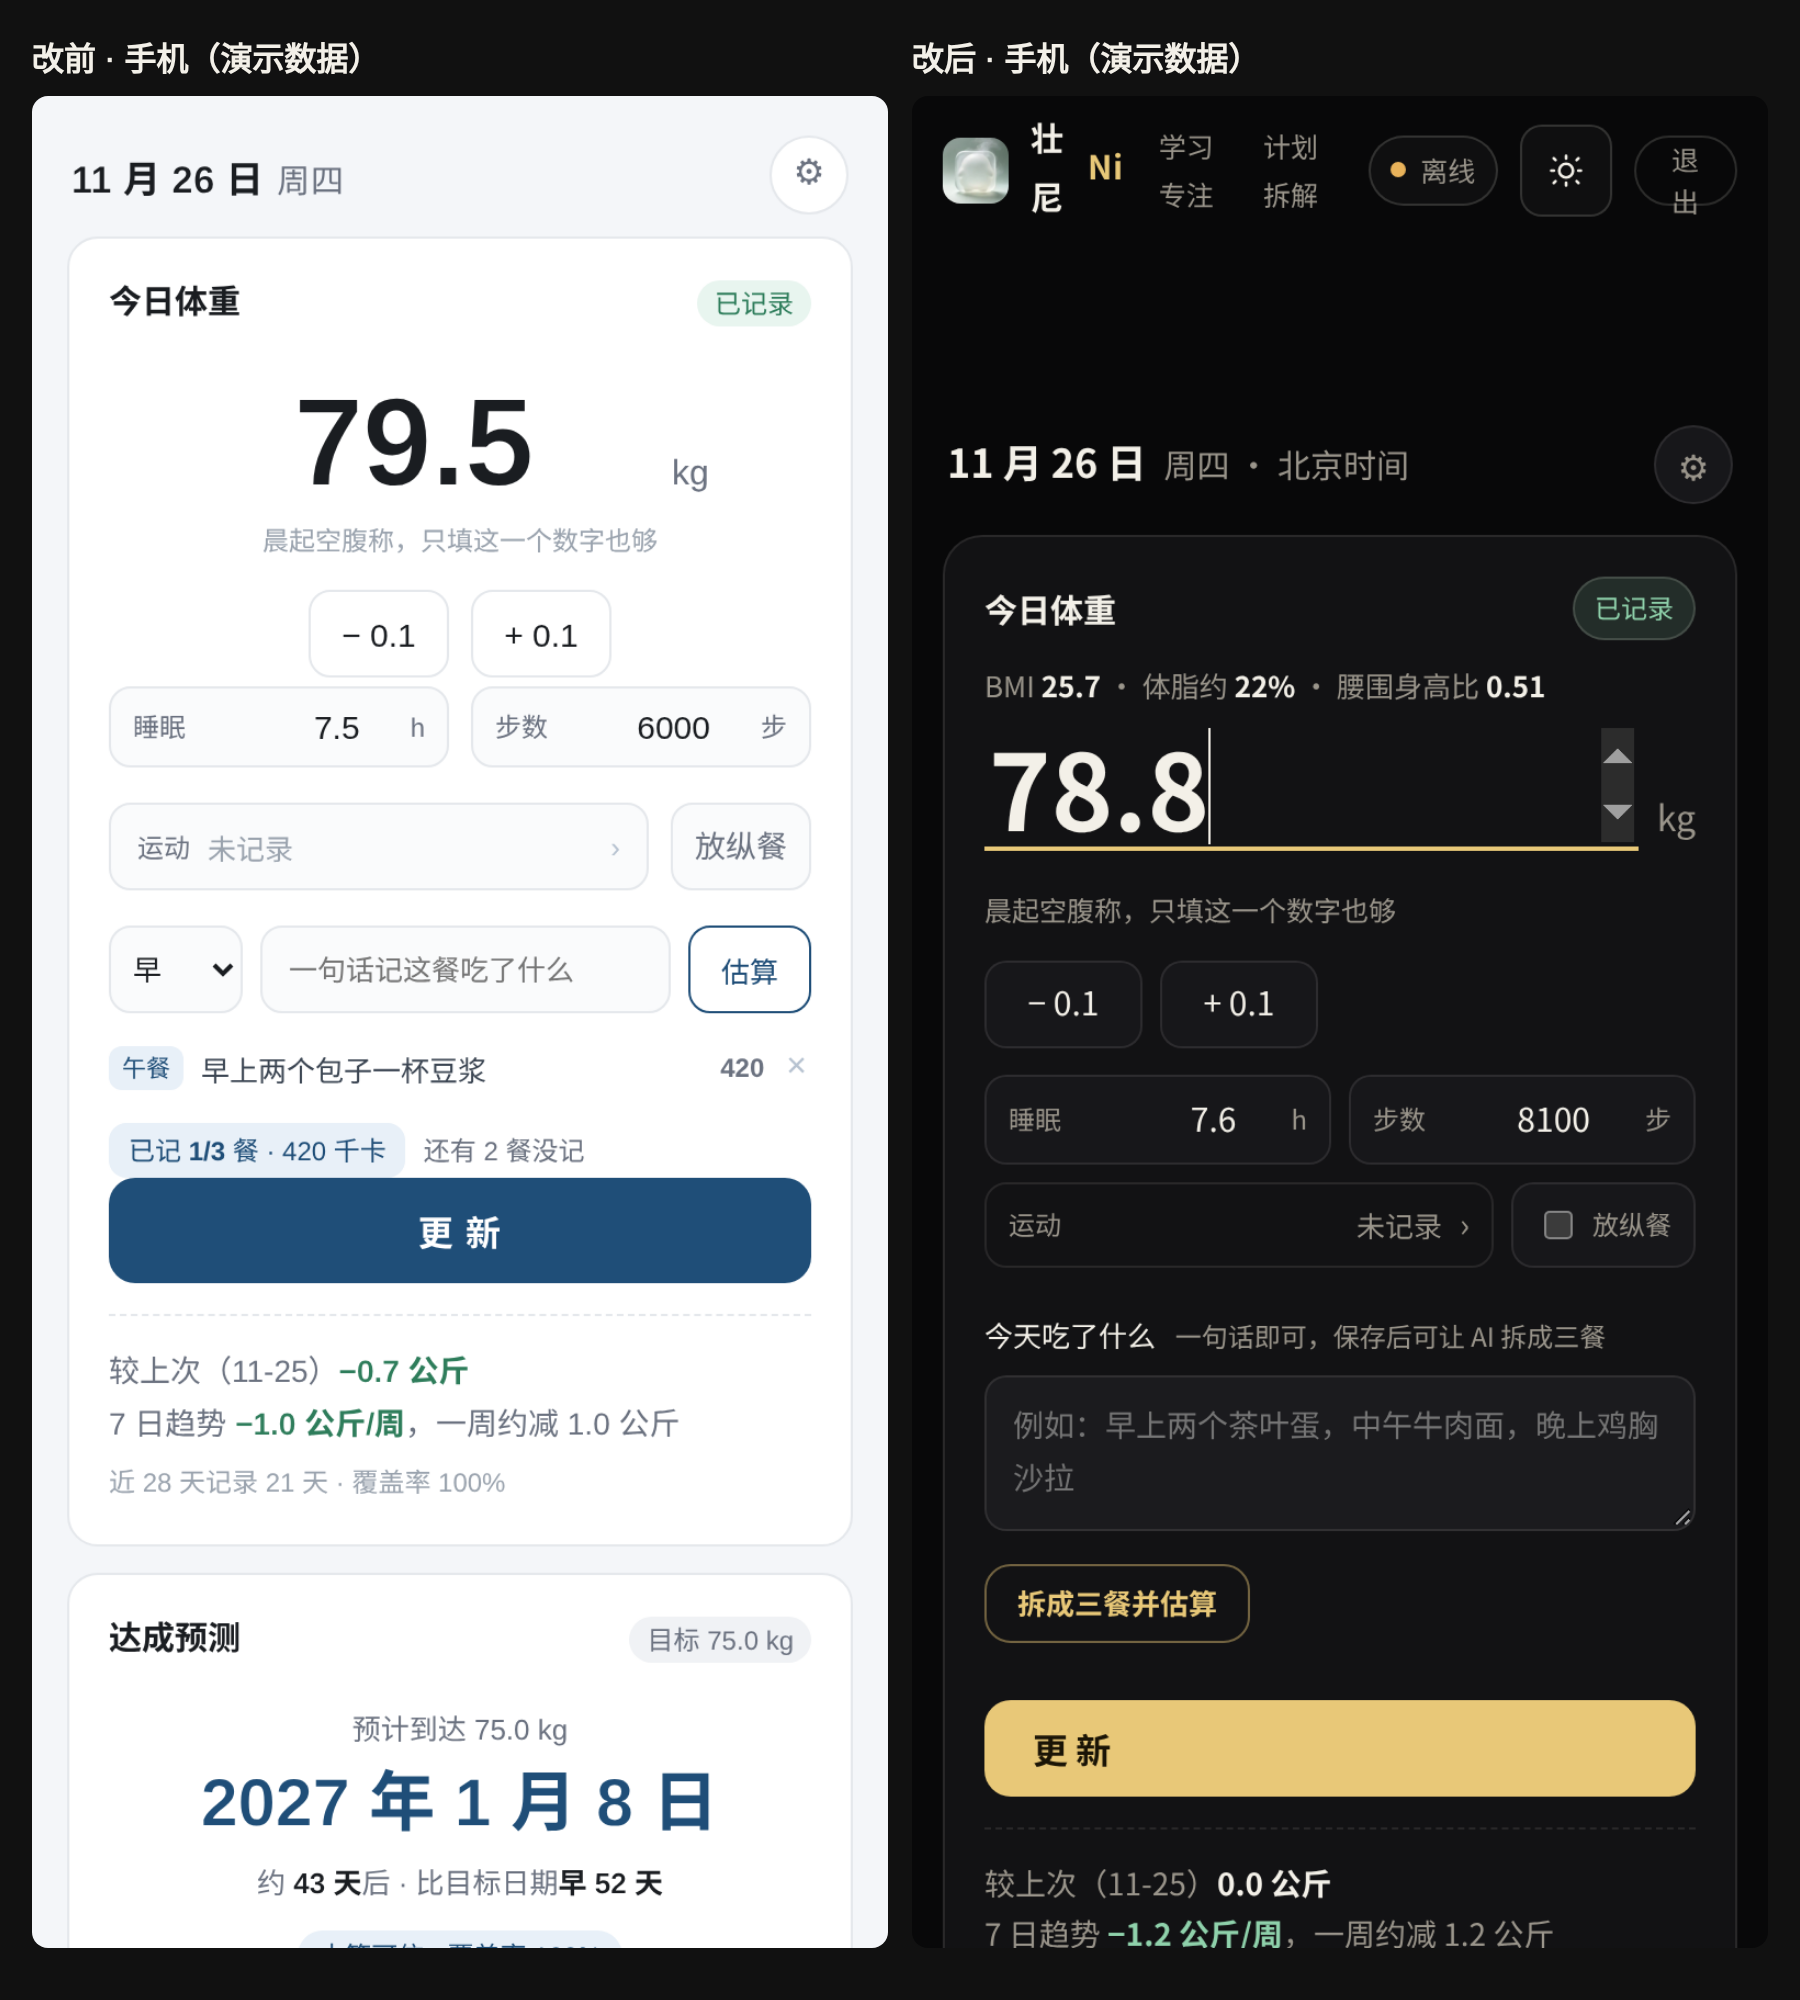 改前 · 手机（演示数据）
11 月 26 日 周四
今日体重
已记录
79.5 kg
晨起空腹称，只填这一个数字也够
− 0.1
+ 0.1
睡眠 7.5 h
步数 6000 步
运动 未记录 ›
放纵餐
早
一句话记这餐吃了什么
估算
午餐 早上两个包子一杯豆浆 420 ×
已记 1/3 餐 · 420 千卡 还有 2 餐没记
更 新
较上次（11-25）−0.7 公斤
7 日趋势 −1.0 公斤/周，一周约减 1.0 公斤
近 28 天记录 21 天 · 覆盖率 100%
达成预测
目标 75.0 kg
预计到达 75.0 kg
2027 年 1 月 8 日
约 43 天后 · 比目标日期早 52 天
改后 · 手机（演示数据）
壮
尼
Ni
学习
专注
计划
拆解
离线
退
出
11 月 26 日 周四 · 北京时间
今日体重
已记录
BMI 25.7 · 体脂约 22% · 腰围身高比 0.51
78.8 kg
晨起空腹称，只填这一个数字也够
− 0.1
+ 0.1
睡眠 7.6 h
步数 8100 步
运动 未记录 ›
放纵餐
今天吃了什么 一句话即可，保存后可让 AI 拆成三餐
例如：早上两个茶叶蛋，中午牛肉面，晚上鸡胸
沙拉
拆成三餐并估算
更 新
较上次（11-25）0.0 公斤
7 日趋势 −1.2 公斤/周，一周约减 1.2 公斤